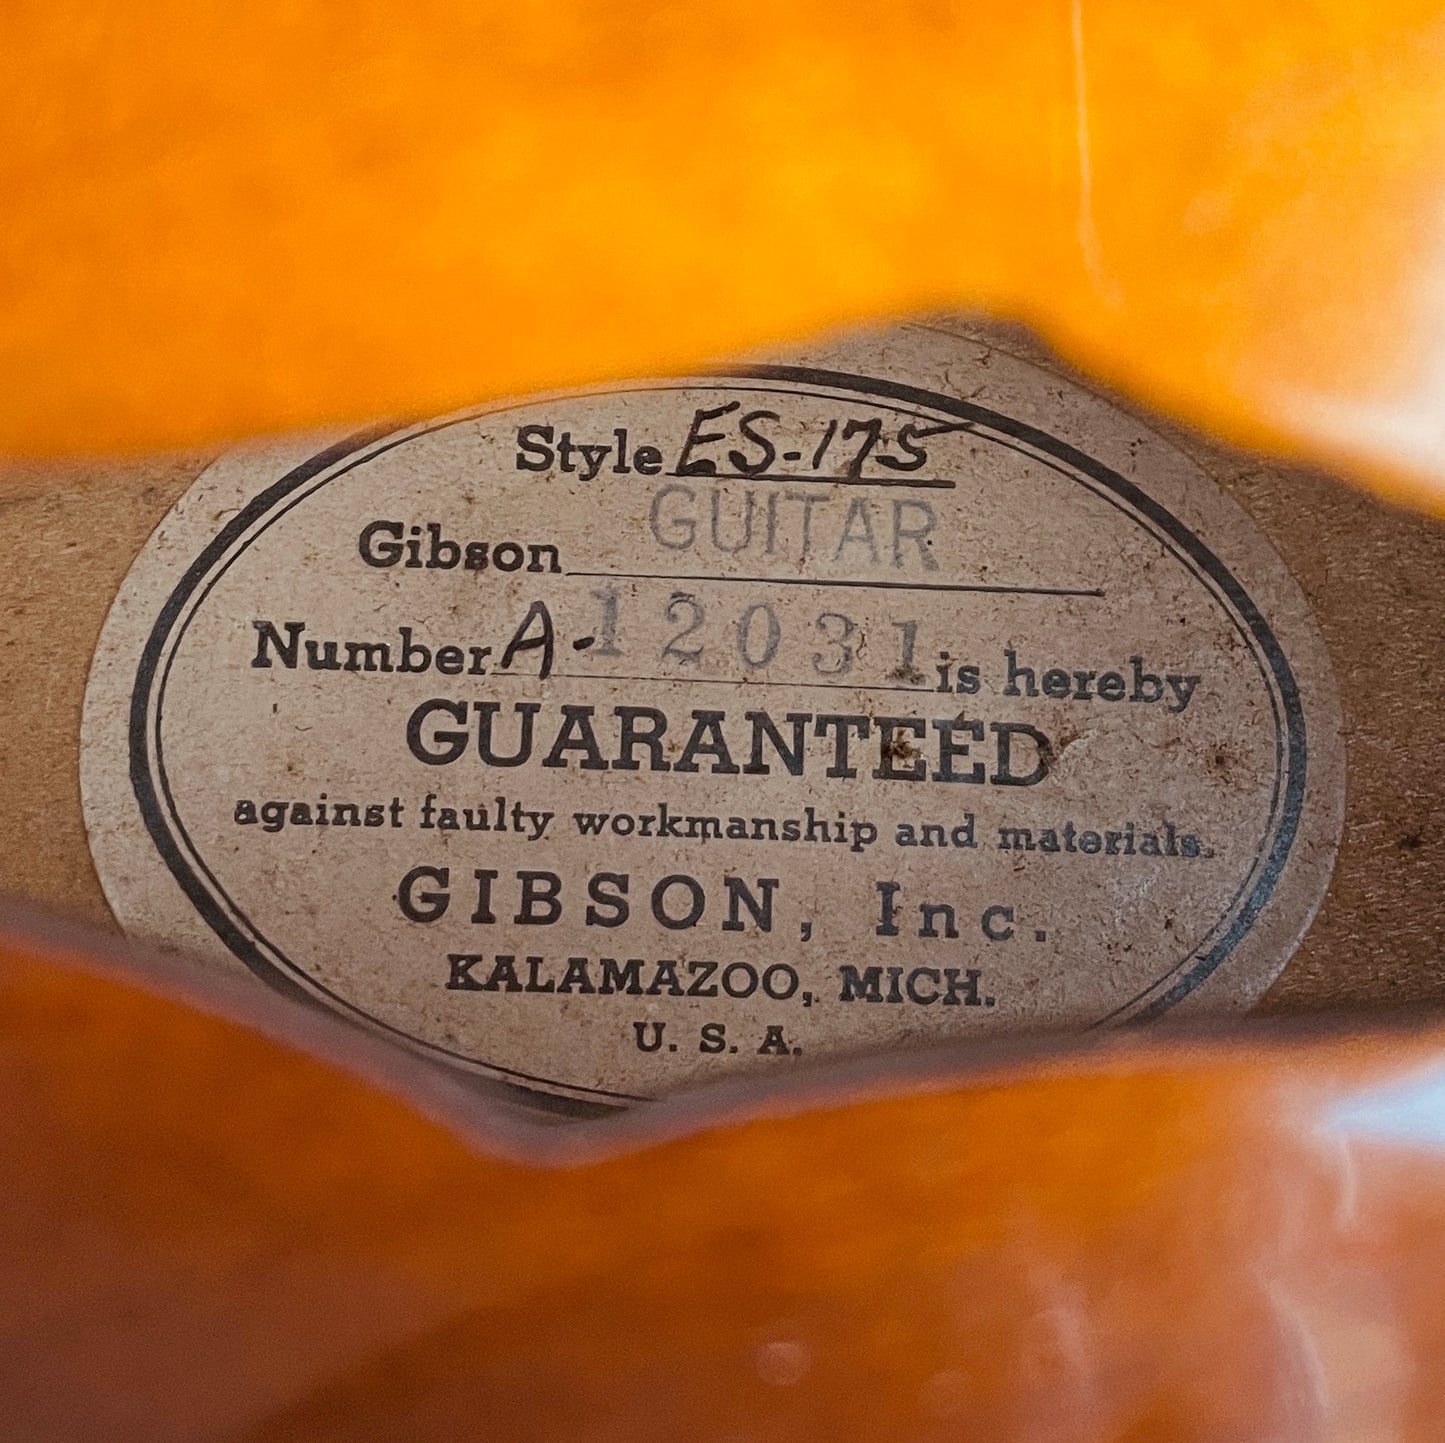 Style ES-175
Gibson GUITAR
Number A-12031 is hereby
GUARANTEED
against faulty workmanship and materials.
GIBSON, Inc.
KALAMAZOO, MICH.
U. S. A.